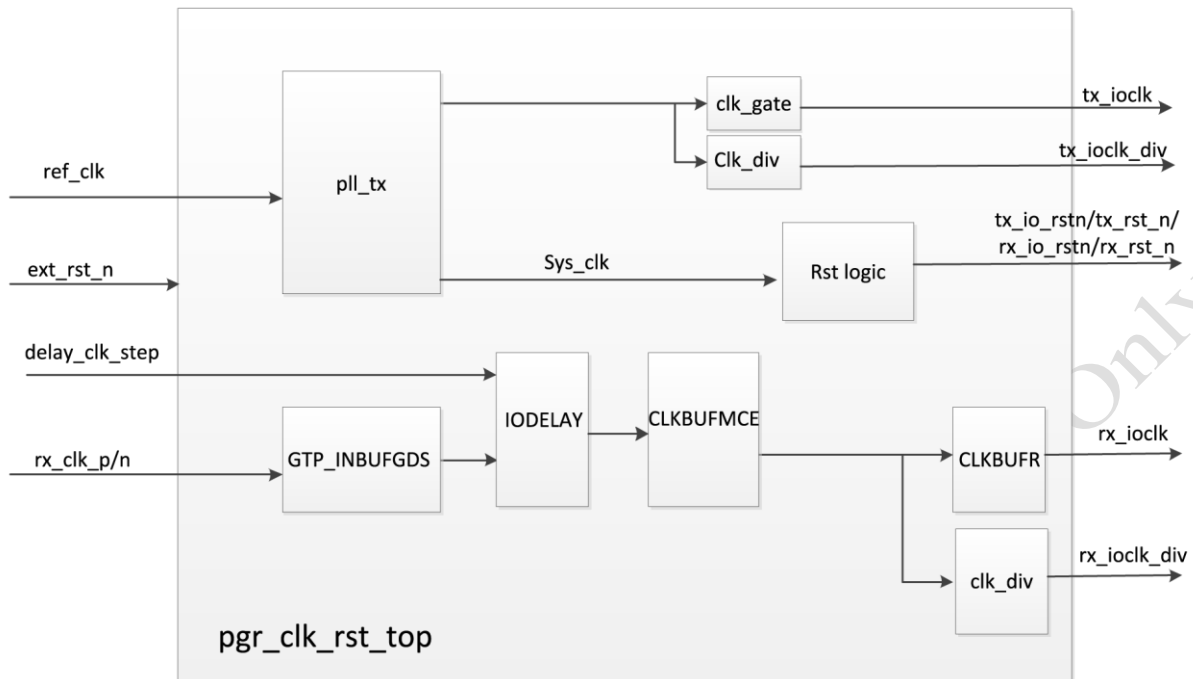 clk_gate
tx_ioclk
Clk_div
tx_ioclk_div
ref_clk
pll_tx
tx_io_rstn/tx_rst_n/
rx_io_rstn/rx_rst_n
ext_rst_n
Sys_clk
Rst logic
delay_clk_step
IODELAY
CLKBUFMCE
rx_clk_p/n
GTP_INBUFGDS
CLKBUFR
rx_ioclk
clk_div
rx_ioclk_div
pgr_clk_rst_top
Only